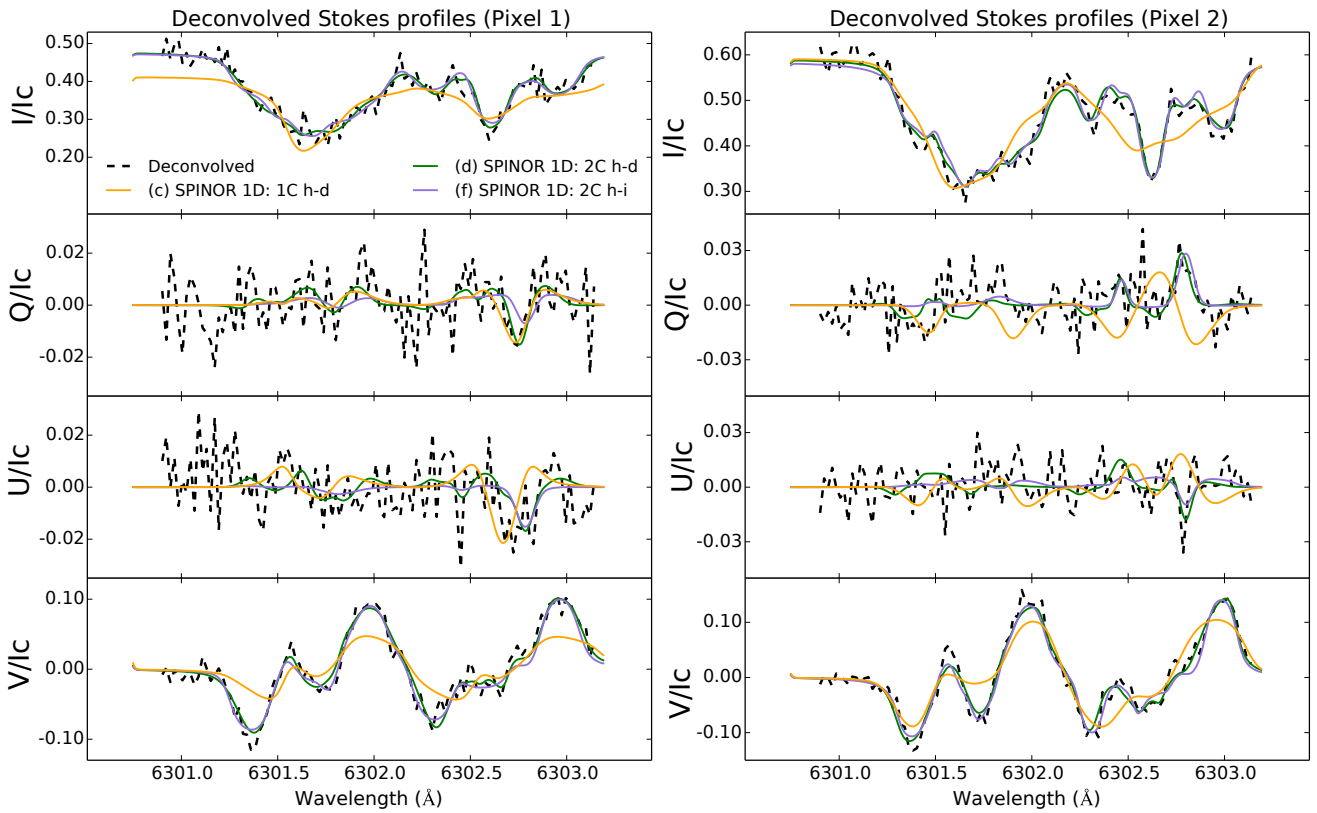 Deconvolved Stokes profiles (Pixel 1)
0.50
0.40
0.30
0.20
I/Ic
Deconvolved
(c) SPINOR 1D: 1C h-d
(d) SPINOR 1D: 2C h-d
(f) SPINOR 1D: 2C h-i
0.02
0.00
-0.02
Q/Ic
0.02
0.00
-0.02
U/Ic
0.10
0.00
-0.10
V/Ic
6301.0 6301.5 6302.0 6302.5 6303.0
Wavelength (Å)
Deconvolved Stokes profiles (Pixel 2)
0.60
0.50
0.40
0.30
I/Ic
0.03
0.00
-0.03
Q/Ic
0.03
0.00
-0.03
U/Ic
0.10
0.00
-0.10
V/Ic
6301.0 6301.5 6302.0 6302.5 6303.0
Wavelength (Å)